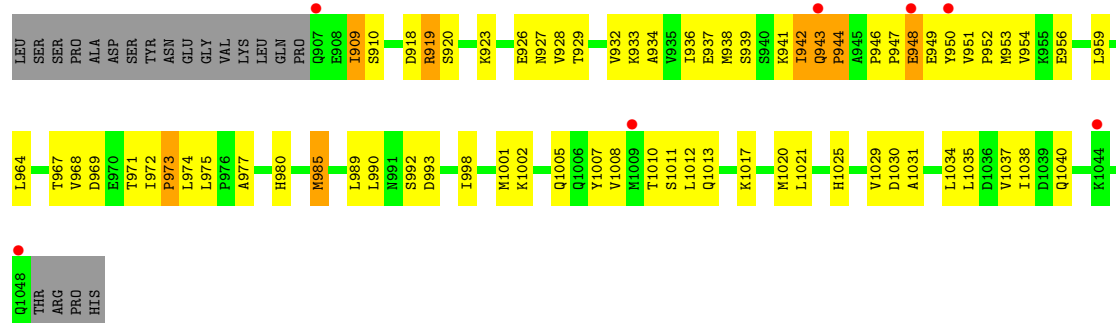 LEU SER SER PRO ALA ASP SER TYR ASN GLU GLY VAL LYS LEU GLN PRO Q907 E908 I909 S910 D918 R919 S920 K923 E926 N927 V928 T929 V932 K933 A934 V935 I936 E937 M938 S939 S940 K941 I942 Q943 P944 A945 P946 P947 E948 E949 Y950 V951 P952 M953 V954 K955 E956 L959
L964 T967 V968 D969 E970 T971 I972 P973 L974 L975 P976 A977 H980 M985 L989 L990 N991 S992 D993 I998 M1001 K1002 Q1005 Q1006 Y1007 V1008 M1009 T1010 S1011 L1012 Q1013 K1017 M1020 L1021 H1025 V1029 D1030 A1031 L1034 L1035 D1036 V1037 I1038 D1039 Q1040 K1044
Q1048 THR ARG PRO HIS